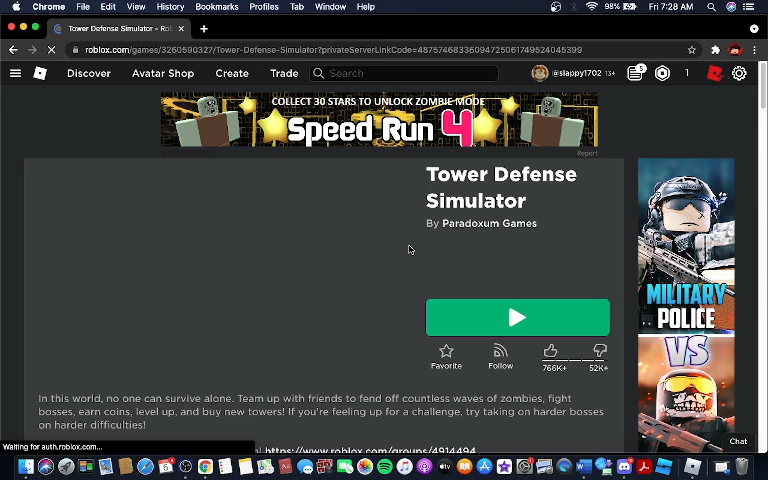 Chrome File Edit View History Bookmarks Profiles Tab Window Help 98% Fri 7:28 AM
Tower Defense Simulator - Rob
roblox.com/games/3260590327/Tower-Defense-Simulator?privateServerLinkCode=48757468336094725061749524045399
Discover Avatar Shop Create Trade Search @slappy1702 13+ 5 1
COLLECT 30 STARS TO UNLOCK ZOMBIE MODE
Speed Run 4
Report
Tower Defense
Simulator
By Paradoxum Games
Favorite Follow 766K+ 52K+
MILITARY
POLICE
VS
In this world, no one can survive alone. Team up with friends to fend off countless waves of zombies, fight
bosses, earn coins, level up, and buy new towers! If you're feeling up for a challenge, try taking on harder bosses
on harder difficulties!
Chat
Waiting for auth.roblox.com...
https://www.roblox.com/groups/4914494